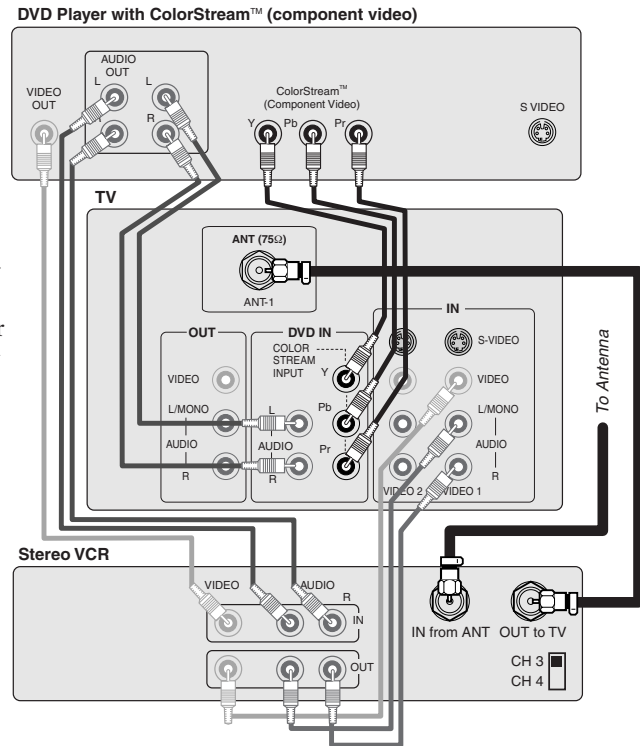 DVD Player with ColorStream™ (component video)
VIDEO
OUT
AUDIO
OUT
L
L
R
ColorStream™
(Component Video)
Y
Pb
Pr
S VIDEO
TV
ANT (75Ω)
ANT-1
OUT
VIDEO
L/MONO
AUDIO
R
DVD IN
COLOR
STREAM
INPUT
Y
Pb
Pr
L
AUDIO
R
IN
S-VIDEO
VIDEO
L/MONO
AUDIO
R
VIDEO 2
VIDEO 1
To Antenna
Stereo VCR
VIDEO
AUDIO
R
IN
OUT
IN from ANT
OUT to TV
CH 3
CH 4